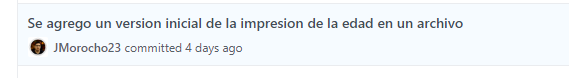 Se agrego un version inicial de la impresion de la edad en un archivo
JMorocho23 committed 4 days ago